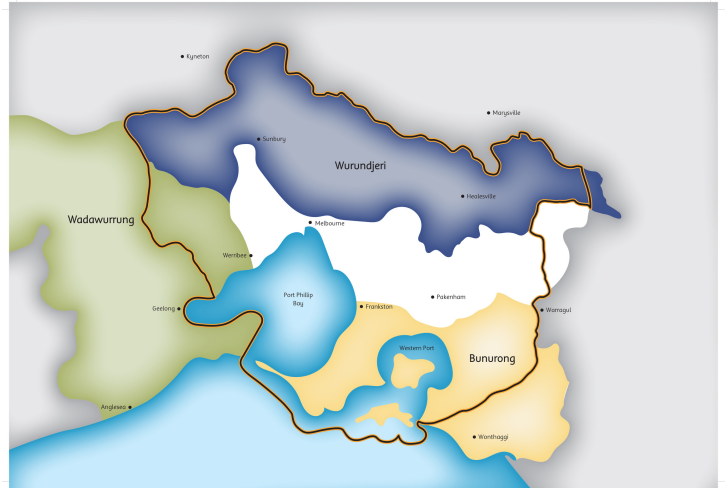 Kyneton
Marysville
Sunbury
Wurundjeri
Healesville
Wadawurrung
Melbourne
Werribee
Port Phillip
Bay
Pakenham
Geelong
Frankston
Warragul
Western Port
Bunurong
Anglesea
Wonthaggi